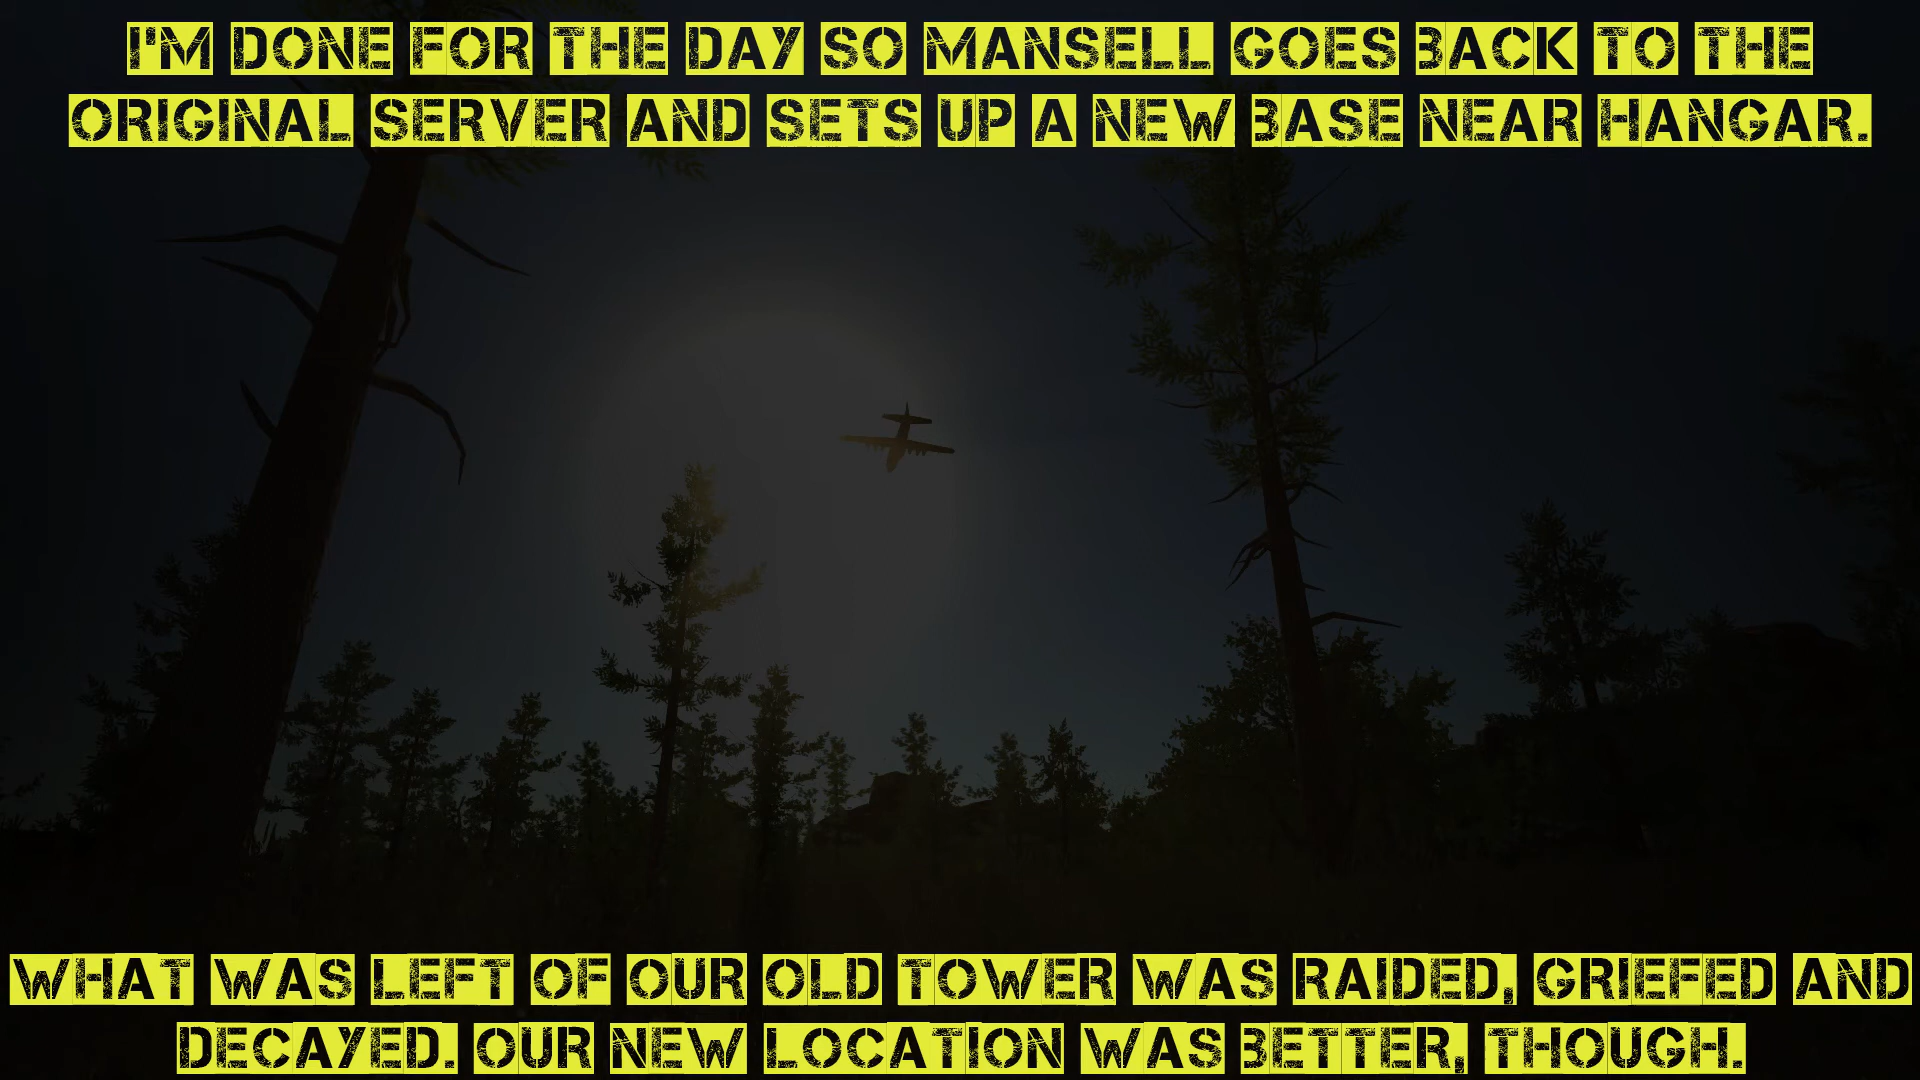 I'M DONE FOR THE DAY SO MANSELL GOES BACK TO THE
ORIGINAL SERVER AND SETS UP A NEW BASE NEAR HANGAR.
WHAT WAS LEFT OF OUR OLD TOWER WAS RAIDED, GRIEFED AND
DECAYED. OUR NEW LOCATION WAS BETTER, THOUGH.